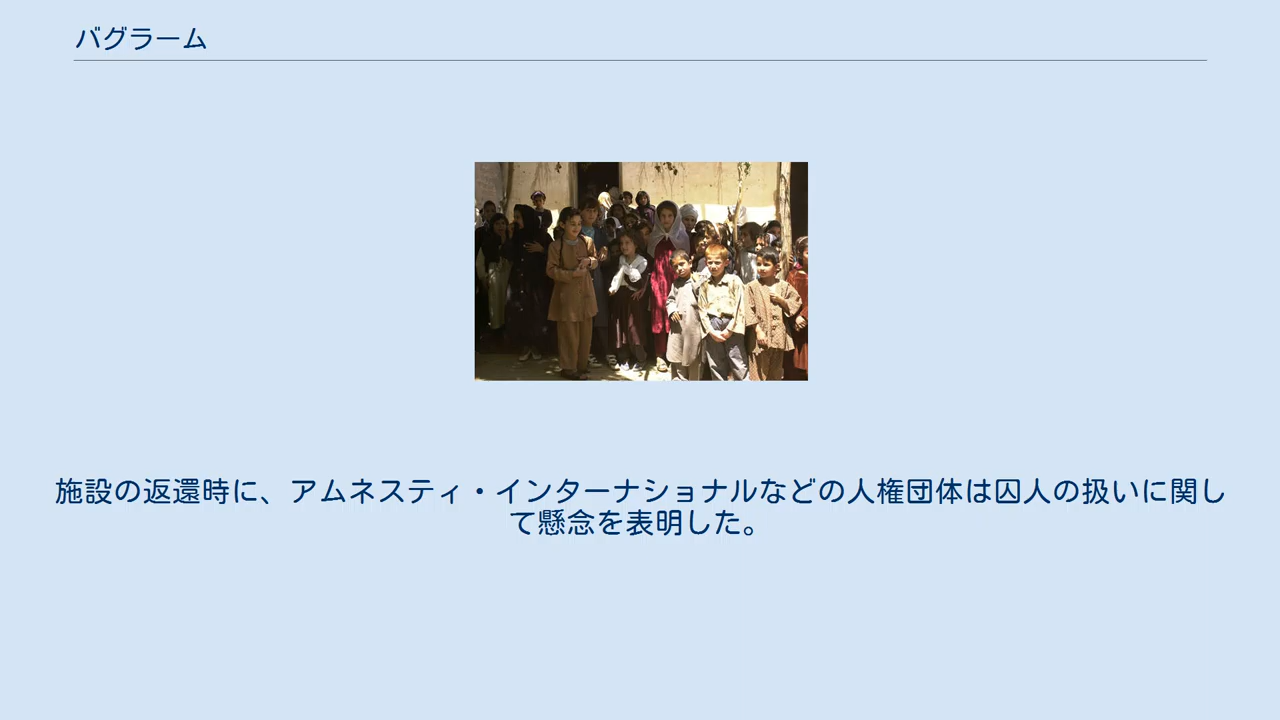 バグラーム
施設の返還時に、アムネスティ・インターナショナルなどの人権団体は囚人の扱いに関し
て懸念を表明した。